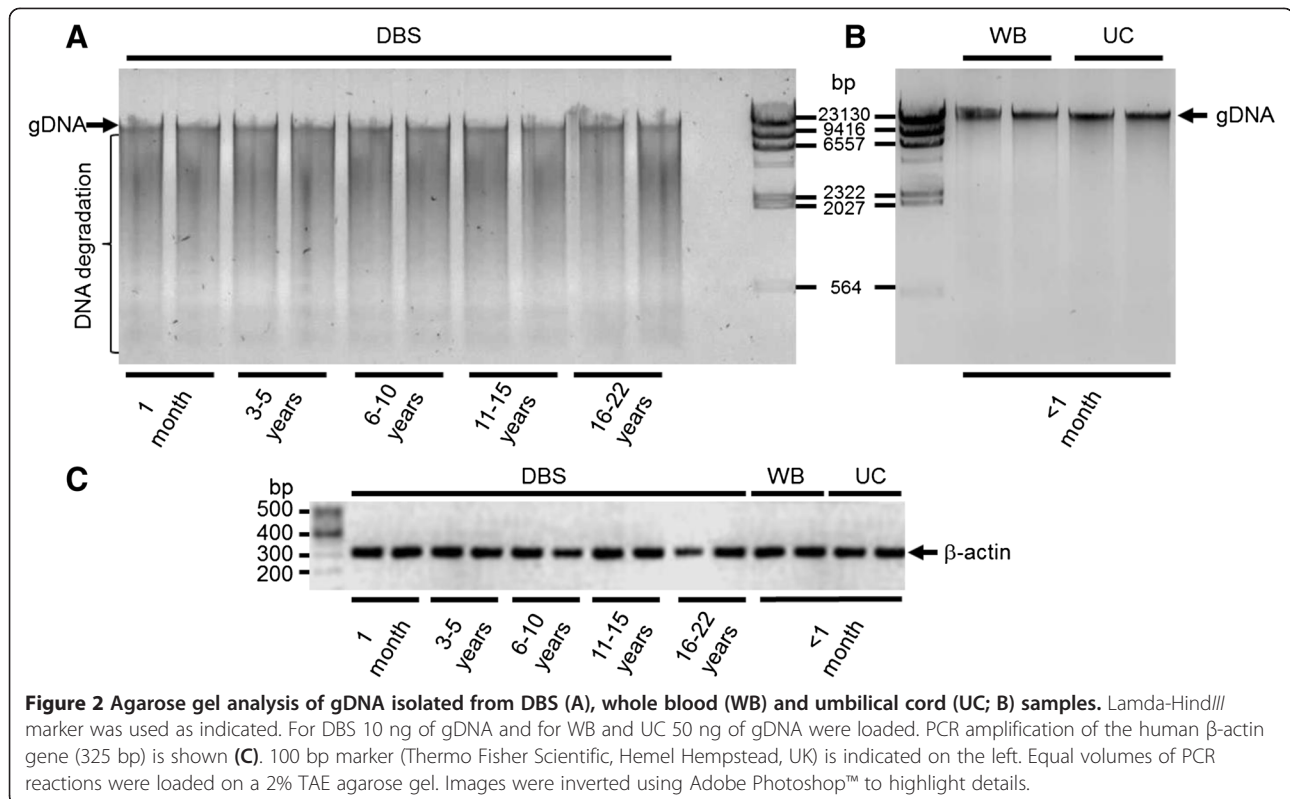 A
DBS
B
WB
UC
bp
gDNA
23130
9416
6557
2322
2027
564
gDNA
DNA degradation
1 month
3-5 years
6-10 years
11-15 years
16-22 years
<1 month
C
DBS
WB
UC
bp
500
400
300
200
β-actin
1 month
3-5 years
6-10 years
11-15 years
16-22 years
<1 month
Figure 2 Agarose gel analysis of gDNA isolated from DBS (A), whole blood (WB) and umbilical cord (UC; B) samples. Lamda-HindIII
marker was used as indicated. For DBS 10 ng of gDNA and for WB and UC 50 ng of gDNA were loaded. PCR amplification of the human β-actin
gene (325 bp) is shown (C). 100 bp marker (Thermo Fisher Scientific, Hemel Hempstead, UK) is indicated on the left. Equal volumes of PCR
reactions were loaded on a 2% TAE agarose gel. Images were inverted using Adobe Photoshop™ to highlight details.